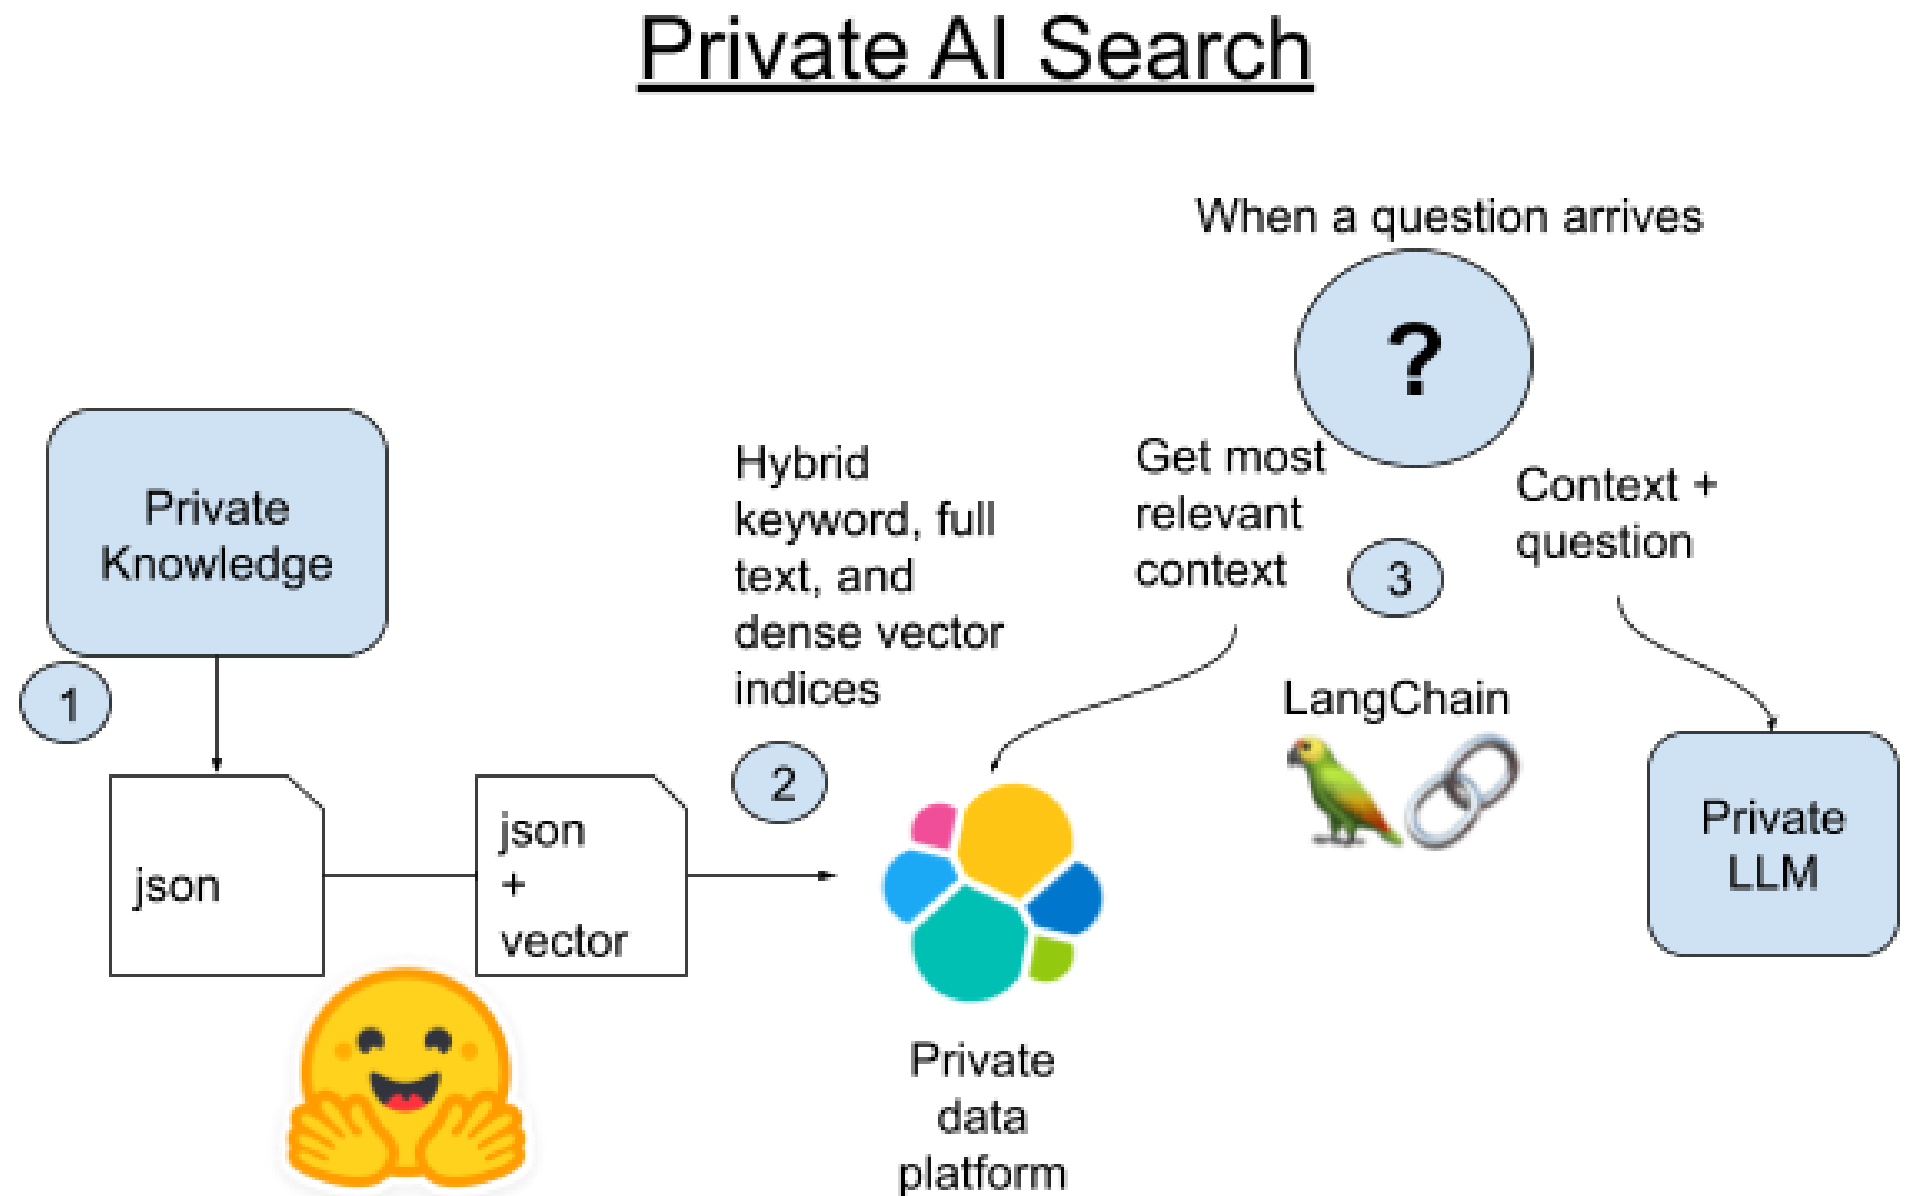 Private AI Search
When a question arrives
?
Private
Knowledge
1
json
json
+
vector
Hybrid
keyword, full
text, and
dense vector
indices
2
Get most
relevant
context
3
Context +
question
LangChain
Private
LLM
Private
data
platform